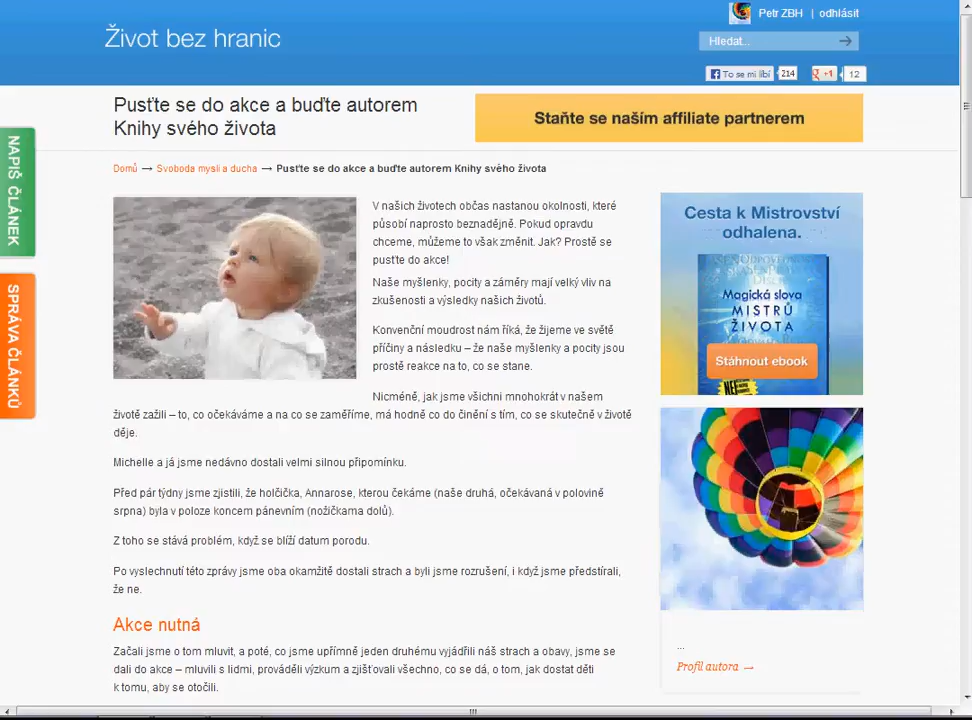 Petr ZBH | odhlásit
Život bez hranic
Hledat..
To se mi líbí 214
+1 12
Pusťte se do akce a buďte autorem
Knihy svého života
Staňte se naším affiliate partnerem
NAPIŠ ČLÁNEK
SPRÁVA ČLÁNKŮ
Domů → Svoboda mysli a ducha → Pusťte se do akce a buďte autorem Knihy svého života
V našich životech občas nastanou okolnosti, které
působí naprosto beznadějně. Pokud opravdu
chceme, můžeme to však změnit. Jak? Prostě se
pusťte do akce!
Naše myšlenky, pocity a záměry mají velký vliv na
zkušenosti a výsledky našich životů.
Konvenční moudrost nám říká, že žijeme ve světě
příčiny a následku – že naše myšlenky a pocity jsou
prostě reakce na to, co se stane.
Nicméně, jak jsme všichni mnohokrát v našem
životě zažili – to, co očekáváme a na co se zaměříme, má hodně co do činění s tím, co se skutečně v životě
děje.
Michelle a já jsme nedávno dostali velmi silnou připomínku.
Před pár týdny jsme zjistili, že holčička, Annarose, kterou čekáme (naše druhá, očekávaná v polovině
srpna) byla v poloze koncem pánevním (nožičkama dolů).
Z toho se stává problém, když se blíží datum porodu.
Po vyslechnutí této zprávy jsme oba okamžitě dostali strach a byli jsme rozrušení, i když jsme předstírali,
že ne.
Akce nutná
Začali jsme o tom mluvit, a poté, co jsme upřímně jeden druhému vyjádřili náš strach a obavy, jsme se
dali do akce – mluvili s lidmi, prováděli výzkum a zjišťovali všechno, co se dá, o tom, jak dostat děti
k tomu, aby se otočili.
Cesta k Mistrovství
odhalena.
Magická slova
MISTRŮ
ŽIVOTA
Stáhnout ebook
...
Profil autora →